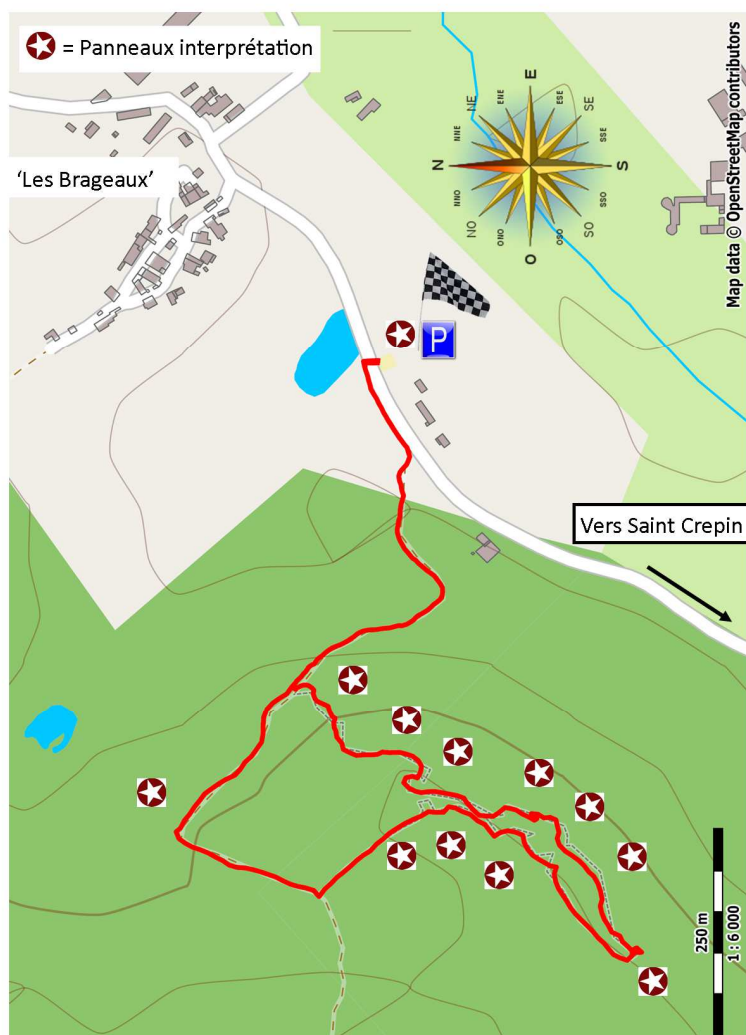 = Panneaux interprétation
'Les Brageaux'
E
ENE
ESE
NE
SE
NNE
SSE
N
S
NNO
SSO
NO
SO
ONO
OSO
O
P
Map data © OpenStreetMap contributors
Vers Saint Crepin
250 m
1 : 6 000